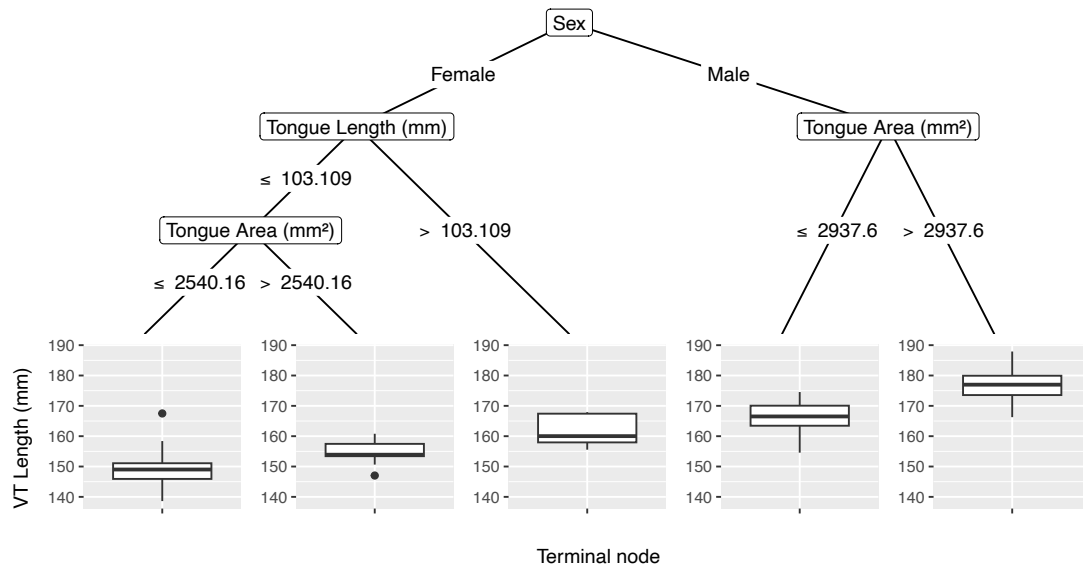 Sex
Female Male
Tongue Length (mm) Tongue Area (mm²)
≤ 103.109
Tongue Area (mm²) > 103.109 ≤ 2937.6 > 2937.6
≤ 2540.16 > 2540.16
190 190 190 190 190
180 180 180 180 180
170 170 170 170 170
160 160 160 160 160
150 150 150 150 150
140 140 140 140 140
VT Length (mm)
Terminal node